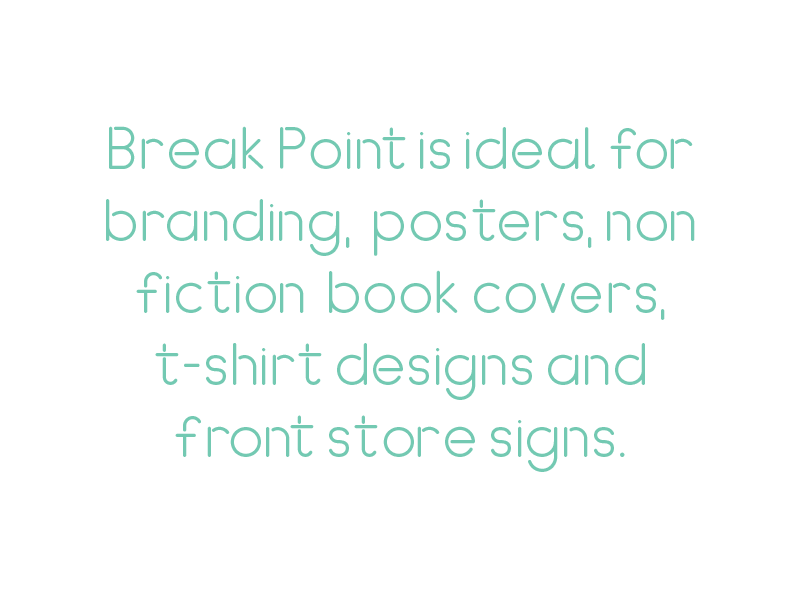 Break Point is ideal for
branding, posters, non
fiction book covers,
t-shirt designs and
front store signs.